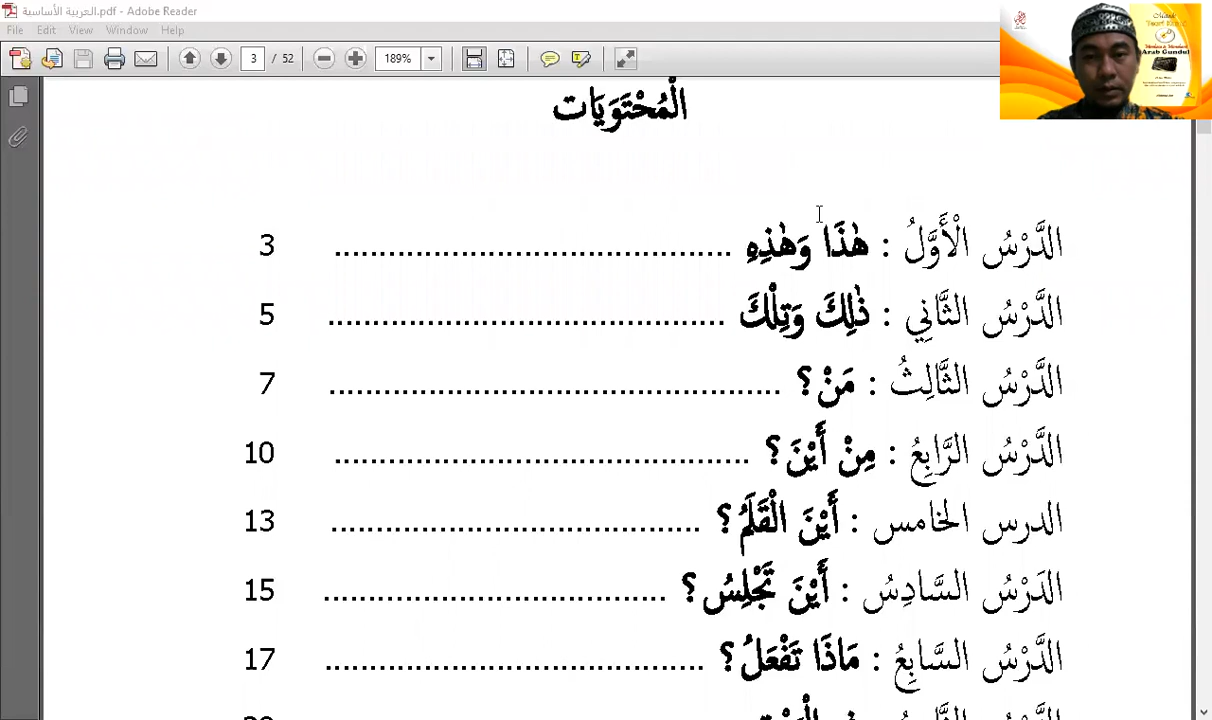 العربية الأساسية.pdf - Adobe Reader
File Edit View Window Help
3 / 52 189%
Arab Gundul
الْمُحْتَوَيَات
الدَّرْسُ الْأَوَّلُ : هٰذَا وَهٰذِهِ ........................................ 3
الدَّرْسُ الثَّانِي : ذٰلِكَ وَتِلْكَ ........................................ 5
الدَّرْسُ الثَّالِثُ : مَنْ؟ ............................................. 7
الدَّرْسُ الرَّابِعُ : مِنْ أَيْنَ؟ .......................................... 10
الدرس الخامس : أَيْنَ الْقَلَمُ؟ ..................................... 13
الدَرْسُ السَّادِسُ : أَيْنَ تَجْلِسُ؟ ................................... 15
الدَّرْسُ السَّابِعُ : مَاذَا تَفْعَلُ؟ ...................................... 17